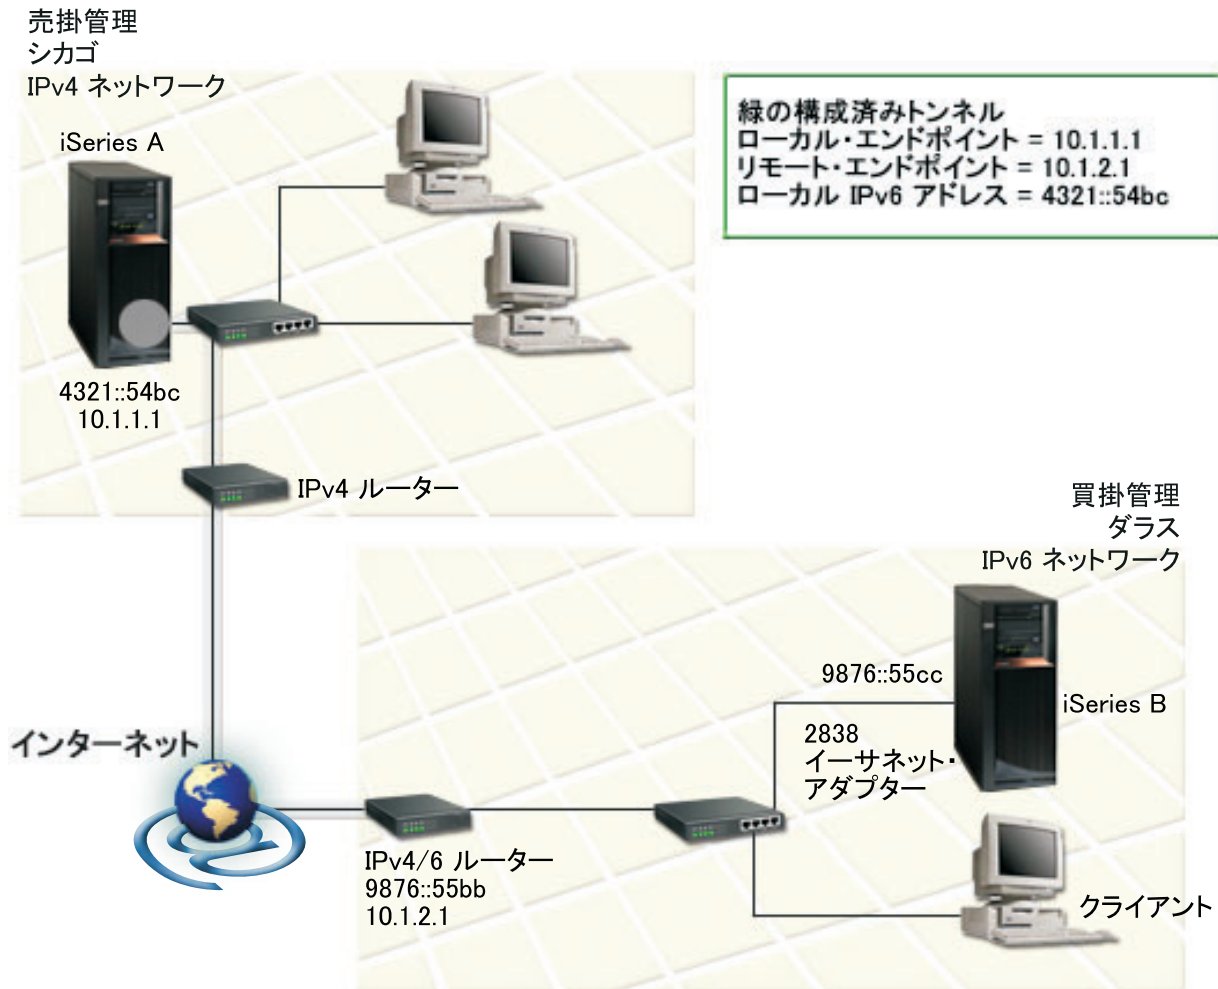 売掛管理
シカゴ
IPv4 ネットワーク
iSeries A
緑の構成済みトンネル
ローカル・エンドポイント = 10.1.1.1
リモート・エンドポイント = 10.1.2.1
ローカル IPv6 アドレス = 4321::54bc
4321::54bc
10.1.1.1
IPv4 ルーター
買掛管理
ダラス
IPv6 ネットワーク
9876::55cc
iSeries B
2838
イーサネット・
アダプター
インターネット
IPv4/6 ルーター
9876::55bb
10.1.2.1
クライアント